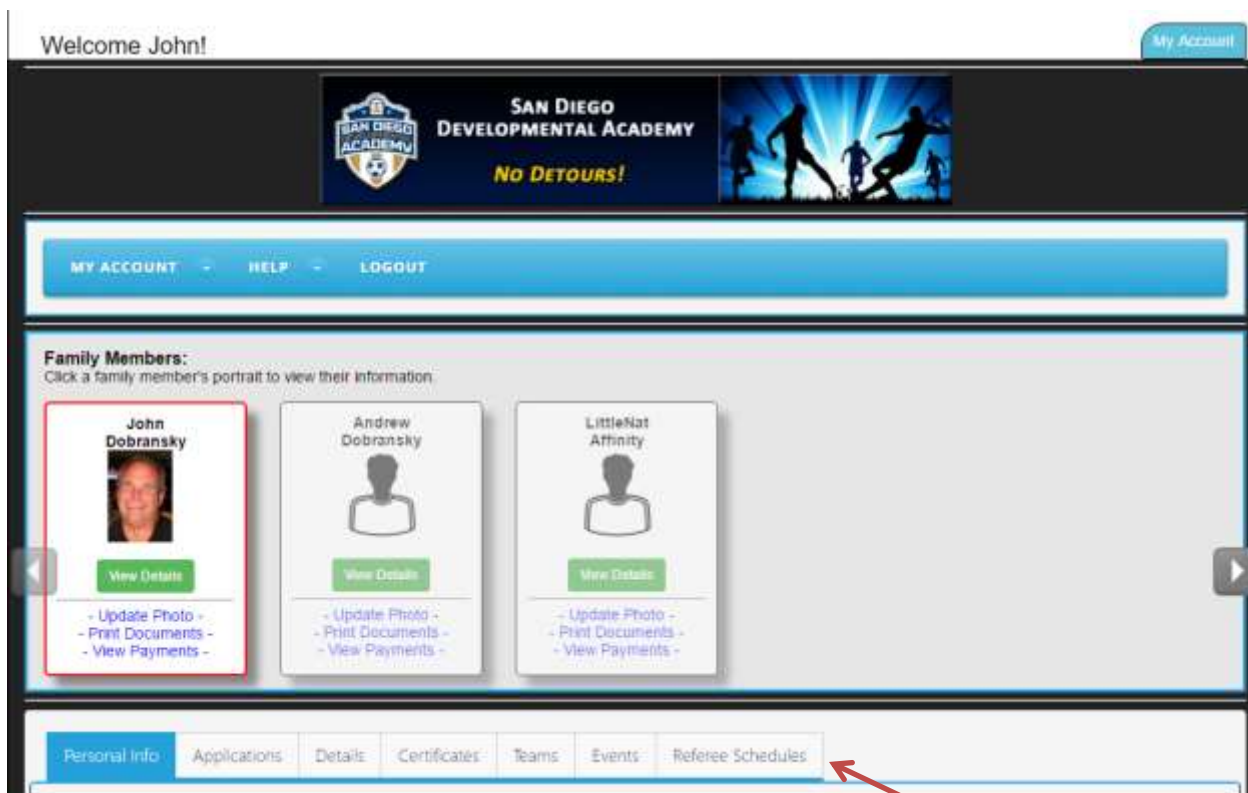 Welcome John!
My Account
SAN DIEGO
ACADEMY
SAN DIEGO
DEVELOPMENTAL ACADEMY
NO DETOURS!
MY ACCOUNT
HELP
LOGOUT
Family Members:
Click a family member's portrait to view their information.
John
Dobransky
View Details
- Update Photo -
- Print Documents -
- View Payments -
Andrew
Dobransky
View Details
- Update Photo -
- Print Documents -
- View Payments -
LittleNat
Affinity
View Details
- Update Photo -
- Print Documents -
- View Payments -
Personal Info
Applications
Details
Certificates
Teams
Events
Referee Schedules